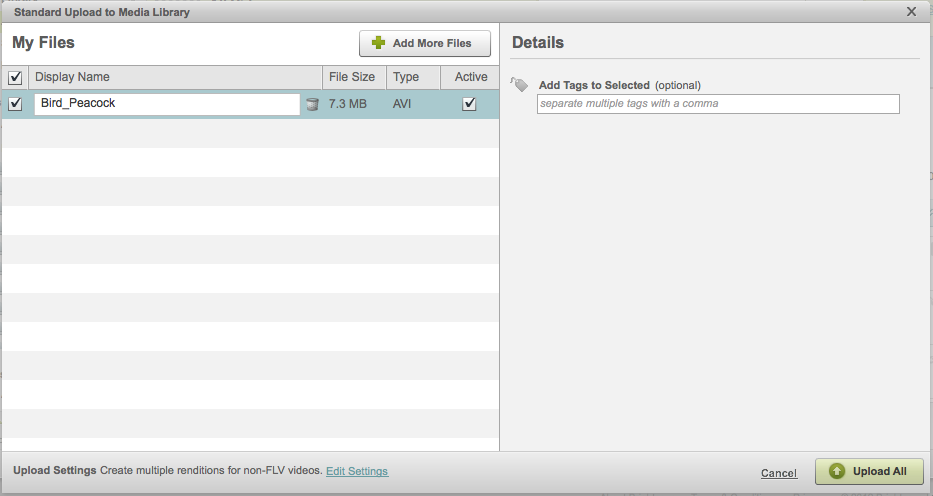 Standard Upload to Media Library
My Files
Add More Files
Details
Display Name File Size Type Active
Bird_Peacock 7.3 MB AVI
Add Tags to Selected (optional)
separate multiple tags with a comma
Upload Settings Create multiple renditions for non-FLV videos. Edit Settings
Cancel
Upload All